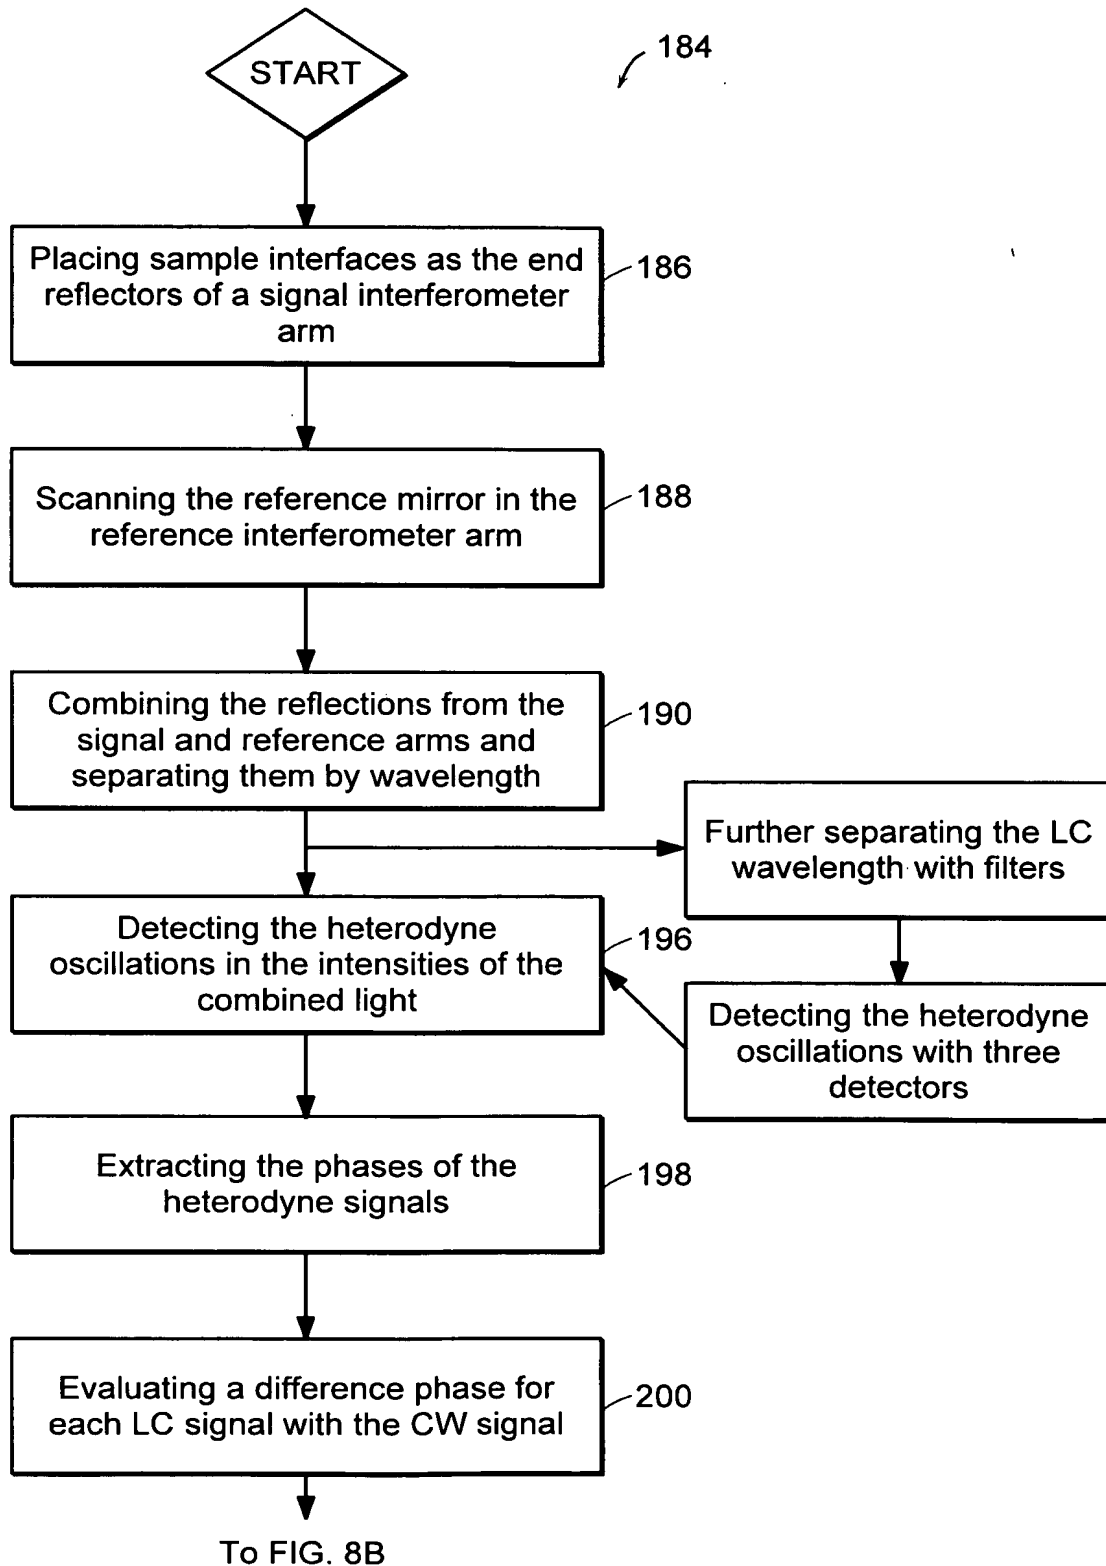 START
184
Placing sample interfaces as the end
reflectors of a signal interferometer
arm
186
Scanning the reference mirror in the
reference interferometer arm
188
Combining the reflections from the
signal and reference arms and
separating them by wavelength
190
Further separating the LC
wavelength with filters
Detecting the heterodyne
oscillations in the intensities of the
combined light
196
Detecting the heterodyne
oscillations with three
detectors
Extracting the phases of the
heterodyne signals
198
Evaluating a difference phase for
each LC signal with the CW signal
200
To FIG. 8B